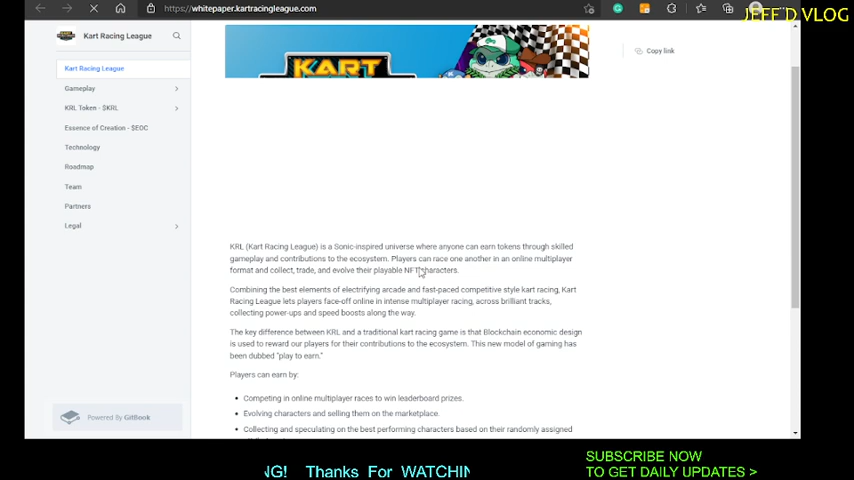 https://whitepaper.kartracingleague.com
JEFF'D VLOG
Kart Racing League
Copy link
KART
Kart Racing League
Gameplay
KRL Token - $KRL
Essence of Creation - $EOC
Technology
Roadmap
Team
Partners
Legal
KRL (Kart Racing League) is a Sonic-inspired universe where anyone can earn tokens through skilled
gameplay and contributions to the ecosystem. Players can race one another in an online multiplayer
format and collect, trade, and evolve their playable NFT characters.
Combining the best elements of electrifying arcade and fast-paced competitive style kart racing, Kart
Racing League lets players face-off online in intense multiplayer racing, across brilliant tracks,
collecting power-ups and speed boosts along the way.
The key difference between KRL and a traditional kart racing game is that Blockchain economic design
is used to reward our players for their contributions to the ecosystem. This new model of gaming has
been dubbed "play to earn."
Players can earn by:
• Competing in online multiplayer races to win leaderboard prizes.
• Evolving characters and selling them on the marketplace.
• Collecting and speculating on the best performing characters based on their randomly assigned
Powered By GitBook
NG! Thanks For WATCHIN
SUBSCRIBE NOW
TO GET DAILY UPDATES >